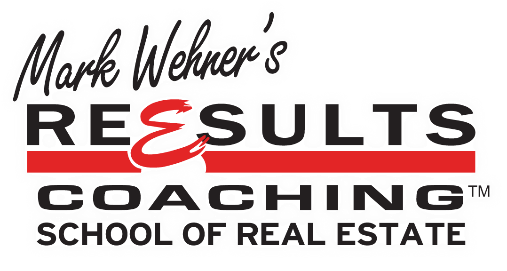 Mark Wehner's
REESULTS
COACHING™
SCHOOL OF REAL ESTATE